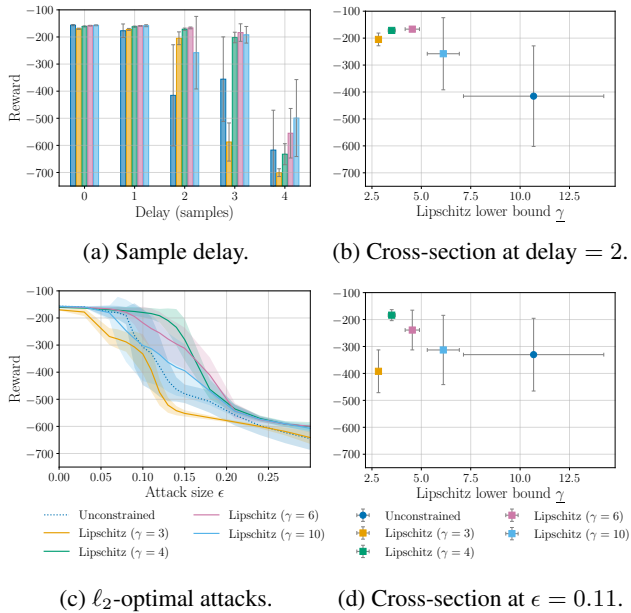 −100
−200
−300
−400
−500
−600
−700
Reward
0
1
2
3
4
Delay (samples)
(a) Sample delay.
−100
−200
−300
−400
−500
−600
−700
2.5
5.0
7.5
10.0
12.5
Lipschitz lower bound γ
(b) Cross-section at delay = 2.
−100
−200
−300
−400
−500
−600
−700
Reward
0.00
0.05
0.10
0.15
0.20
0.25
Attack size ϵ
Unconstrained
Lipschitz (γ = 3)
Lipschitz (γ = 4)
Lipschitz (γ = 6)
Lipschitz (γ = 10)
(c) ℓ2-optimal attacks.
−100
−200
−300
−400
−500
−600
−700
2.5
5.0
7.5
10.0
12.5
Lipschitz lower bound γ
Unconstrained
Lipschitz (γ = 3)
Lipschitz (γ = 4)
Lipschitz (γ = 6)
Lipschitz (γ = 10)
(d) Cross-section at ϵ = 0.11.